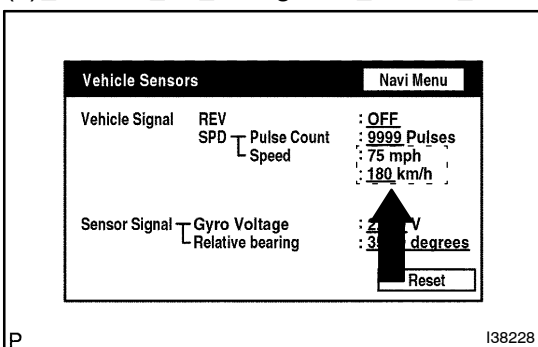 Vehicle Sensors Navi Menu
Vehicle Signal REV : OFF
SPD Pulse Count : 9999 Pulses
Speed : 75 mph
: 180 km/h
Sensor Signal Gyro Voltage : V
Relative bearing : degrees
Reset
P I38228